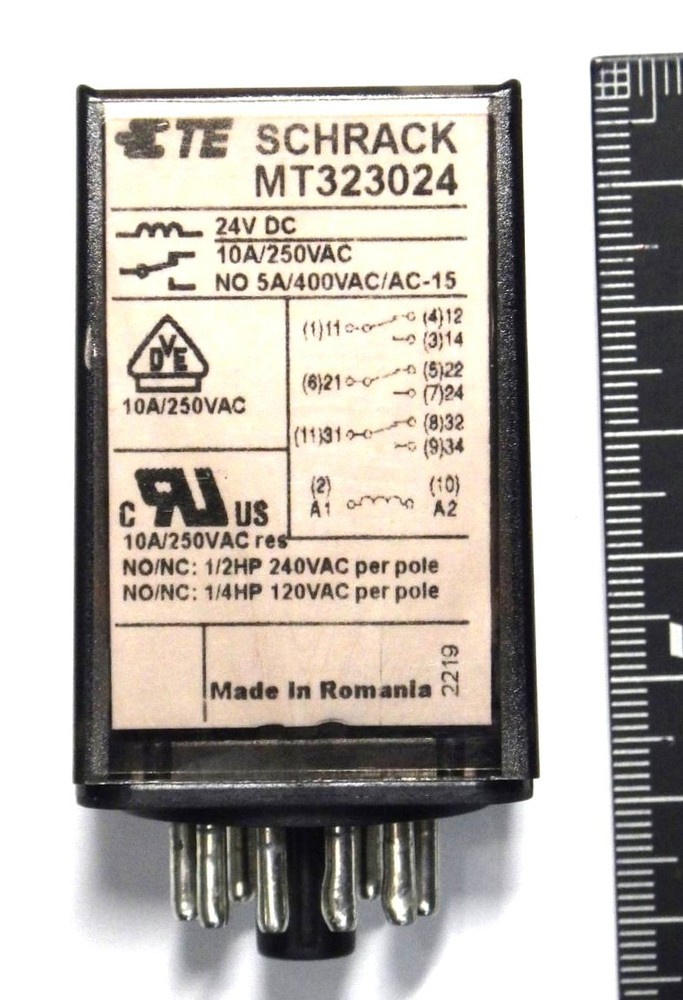 TE SCHRACK
MT323024
24V DC
10A/250VAC
NO 5A/400VAC/AC-15
DVE
10A/250VAC
(1)11 (4)12
(3)14
(6)21 (5)22
(7)24
(11)31 (8)32
(9)34
(2) (10)
A1 A2
C RU US
10A/250VAC res
NO/NC: 1/2HP 240VAC per pole
NO/NC: 1/4HP 120VAC per pole
Made in Romania 2219